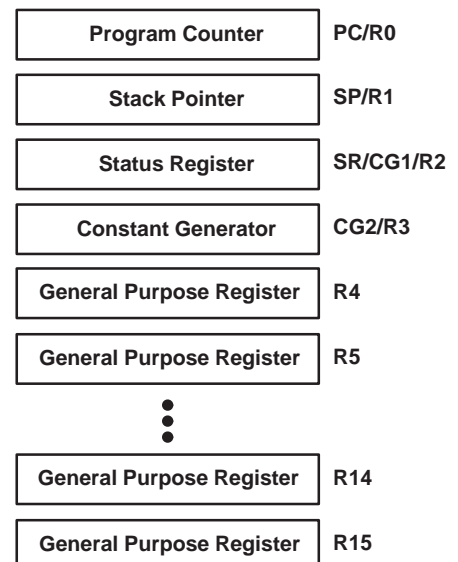 Program Counter PC/R0
Stack Pointer SP/R1
Status Register SR/CG1/R2
Constant Generator CG2/R3
General Purpose Register R4
General Purpose Register R5
General Purpose Register R14
General Purpose Register R15